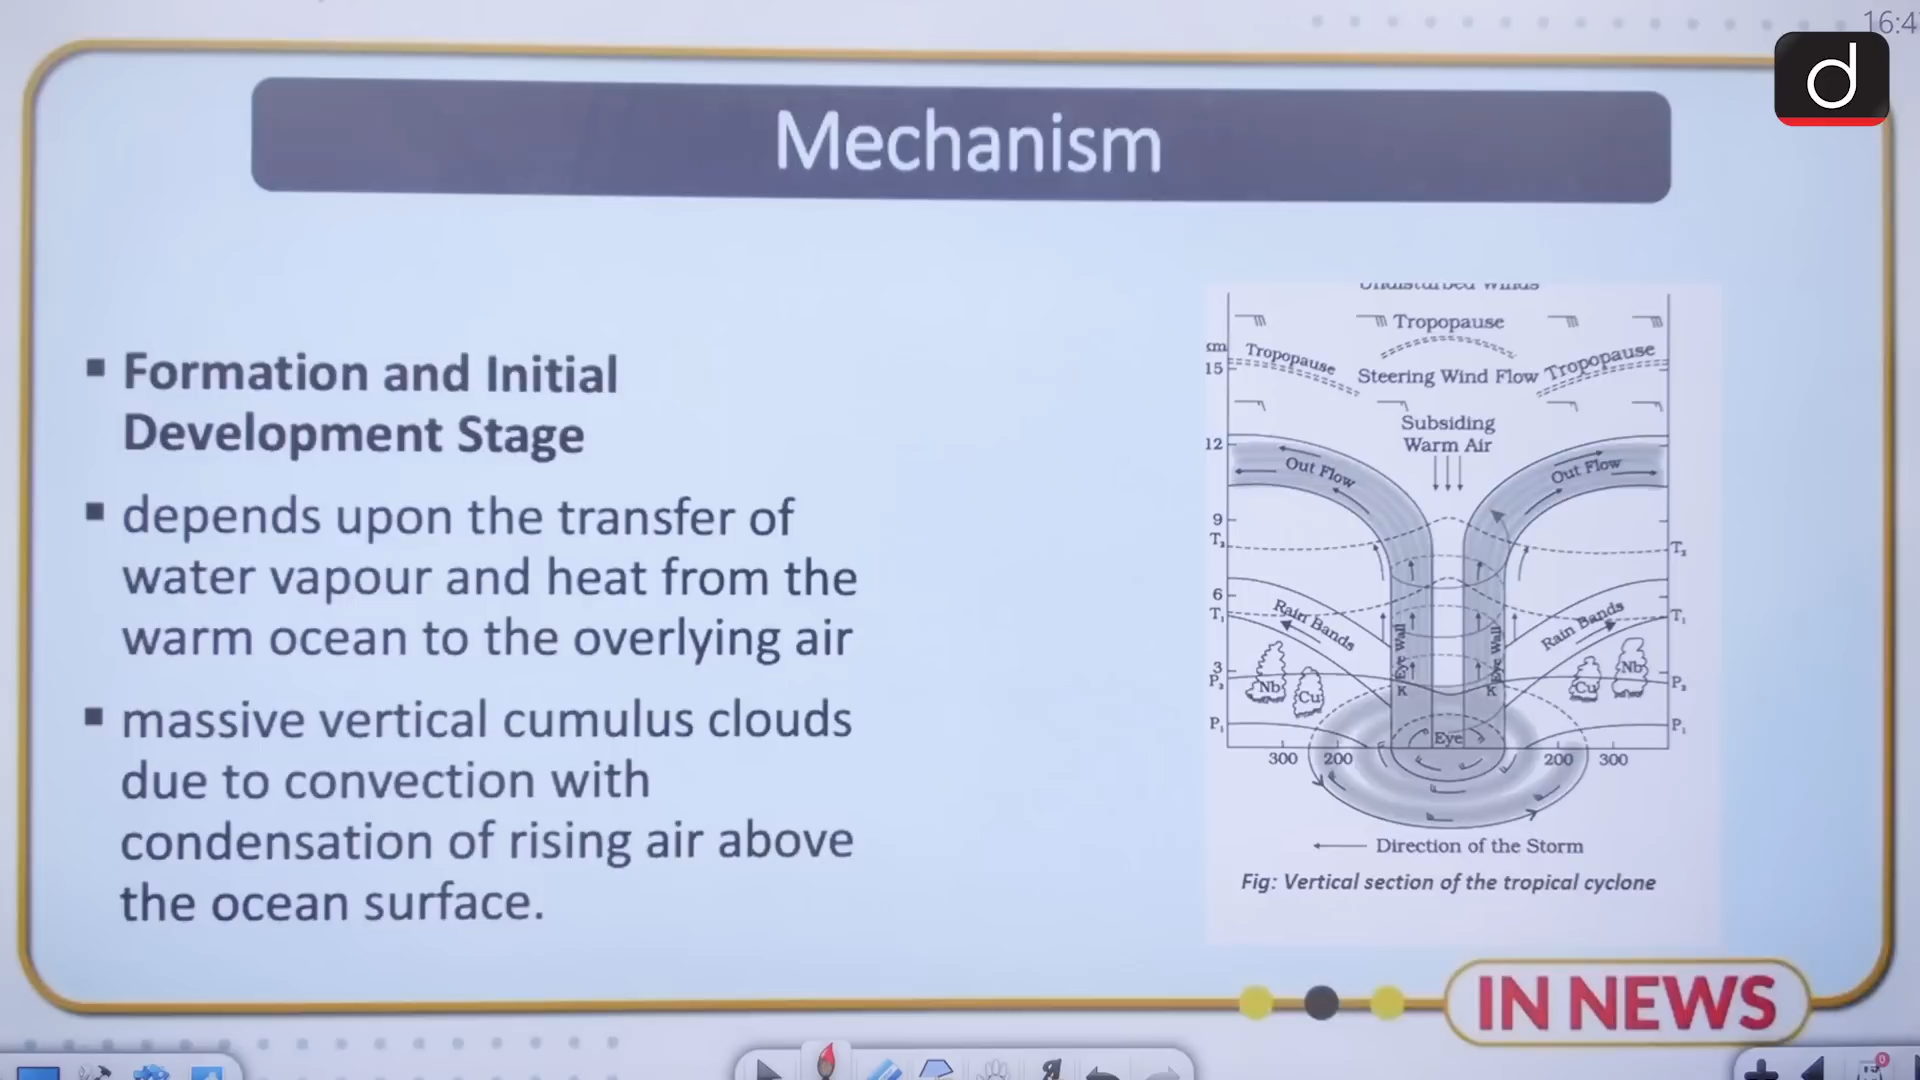 16:4
d
Mechanism
▪ Formation and Initial
Development Stage
▪ depends upon the transfer of
water vapour and heat from the
warm ocean to the overlying air
▪ massive vertical cumulus clouds
due to convection with
condensation of rising air above
the ocean surface.
Undisturbed Winds
Tropopause
km
Tropopause
Tropopause
15
Steering Wind Flow
Subsiding
Warm Air
12
Out Flow
Out Flow
9
T₂
T₂
6
T₁
T₁
Rain Bands
Rain Bands
Eye Wall
Eye Wall
3
P₂
P₂
Nb
Cu
K
K
Cu
Nb
P₁
P₁
Eye
300
200
200
300
Direction of the Storm
Fig: Vertical section of the tropical cyclone
IN NEWS
0